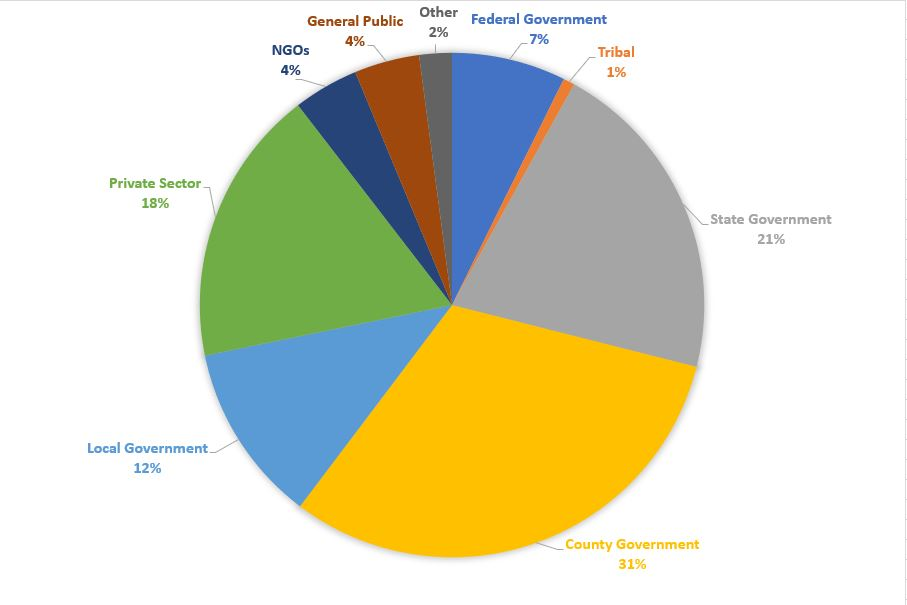 Other
2%
Federal Government
7%
General Public
4%
NGOs
4%
Tribal
1%
Private Sector
18%
State Government
21%
Local Government
12%
County Government
31%